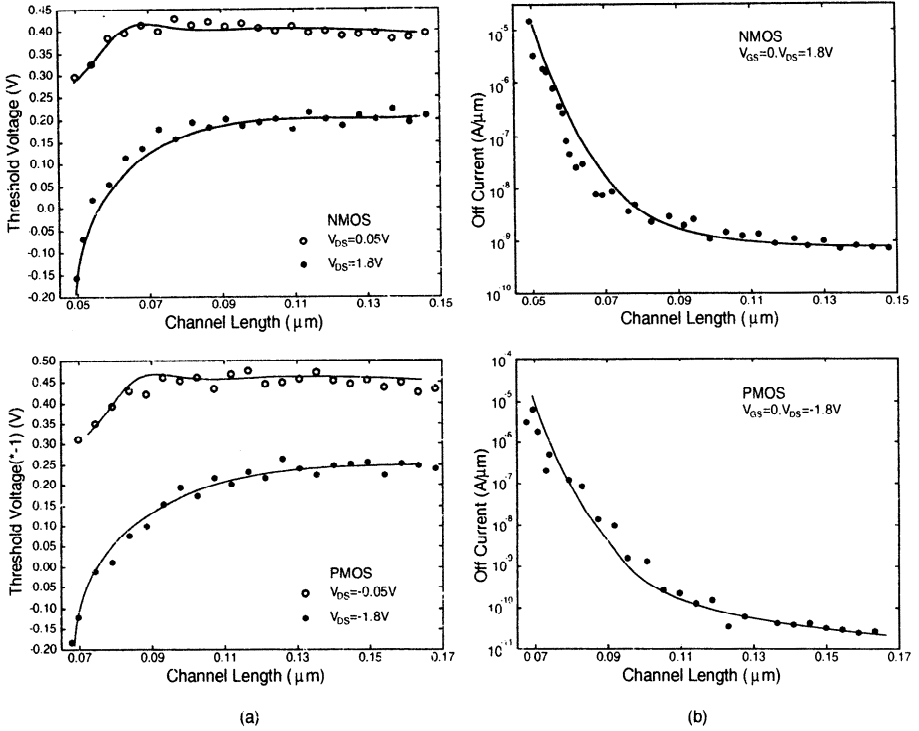 0.45
0.40
0.35
0.30
0.25
0.20
0.15
0.10
0.05
0.0
-0.05
-0.10
-0.15
-0.20
Threshold Voltage (V)
NMOS
V_DS=0.05V
V_DS=1.8V
0.05 0.07 0.09 0.11 0.13 0.15
Channel Length (μm)
10⁻⁵
10⁻⁶
10⁻⁷
10⁻⁸
10⁻⁹
10⁻¹⁰
Off Current (A/μm)
NMOS
V_GS=0.V_DS=1.8V
0.05 0.07 0.09 0.11 0.13 0.15
Channel Length (μm)
0.50
0.45
0.40
0.35
0.30
0.25
0.20
0.15
0.10
0.05
0.00
-0.05
-0.10
-0.15
-0.20
Threshold Voltage(*-1) (V)
PMOS
V_DS=-0.05V
V_DS=-1.8V
0.07 0.09 0.11 0.13 0.15 0.17
Channel Length (μm)
10⁻⁴
10⁻⁵
10⁻⁶
10⁻⁷
10⁻⁸
10⁻⁹
10⁻¹⁰
10⁻¹¹
Off Current (A/μm)
PMOS
V_GS=0.V_DS=-1.8V
0.07 0.09 0.11 0.13 0.15 0.17
Channel Length (μm)
(a)
(b)